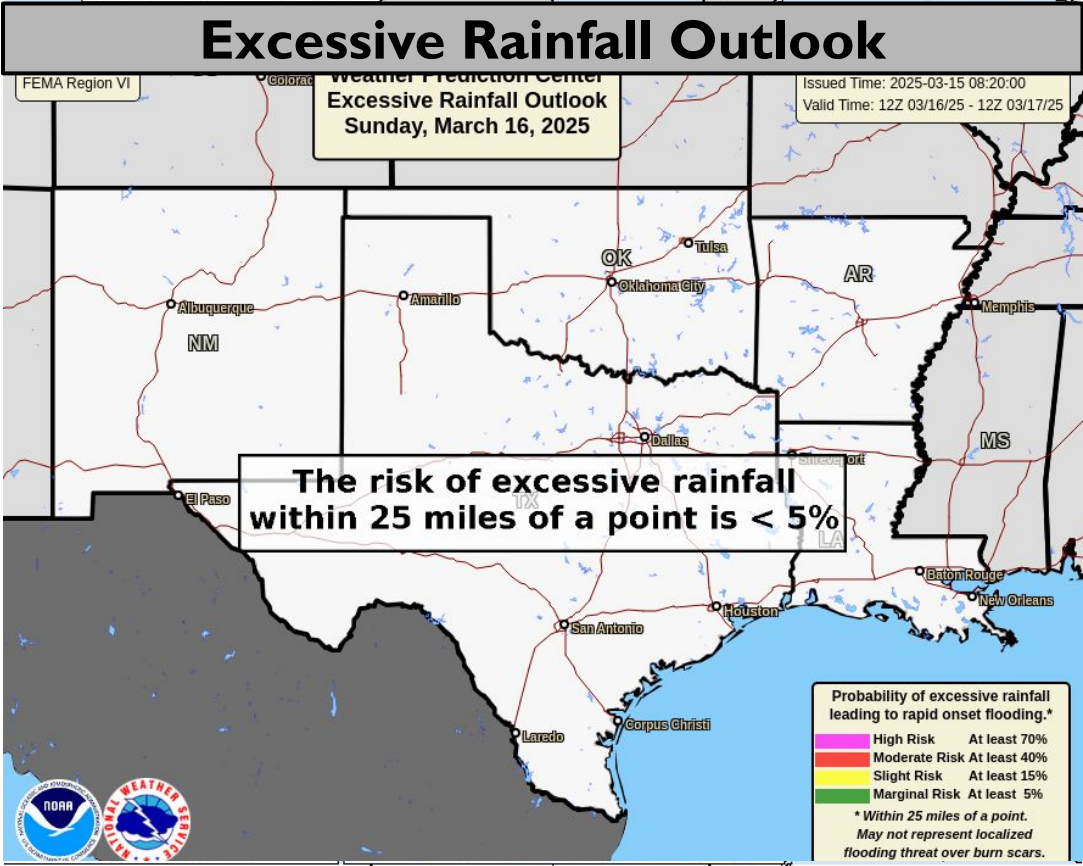 Excessive Rainfall Outlook
FEMA Region VI
Colorad
Weather Prediction Center
Excessive Rainfall Outlook
Sunday, March 16, 2025
Issued Time: 2025-03-15 08:20:00
Valid Time: 12Z 03/16/25 - 12Z 03/17/25
Tulsa
OK
Oklahoma City
AR
Amarillo
Albuquerque
Memphis
NM
Dallas
MS
Shreveport
The risk of excessive rainfall
within 25 miles of a point is < 5%
El Paso
TX
LA
Baton Rouge
New Orleans
Houston
San Antonio
Corpus Christi
Laredo
Probability of excessive rainfall
leading to rapid onset flooding.*
High Risk At least 70%
Moderate Risk At least 40%
Slight Risk At least 15%
Marginal Risk At least 5%
* Within 25 miles of a point.
May not represent localized
flooding threat over burn scars.
NOAA
NATIONAL WEATHER SERVICE